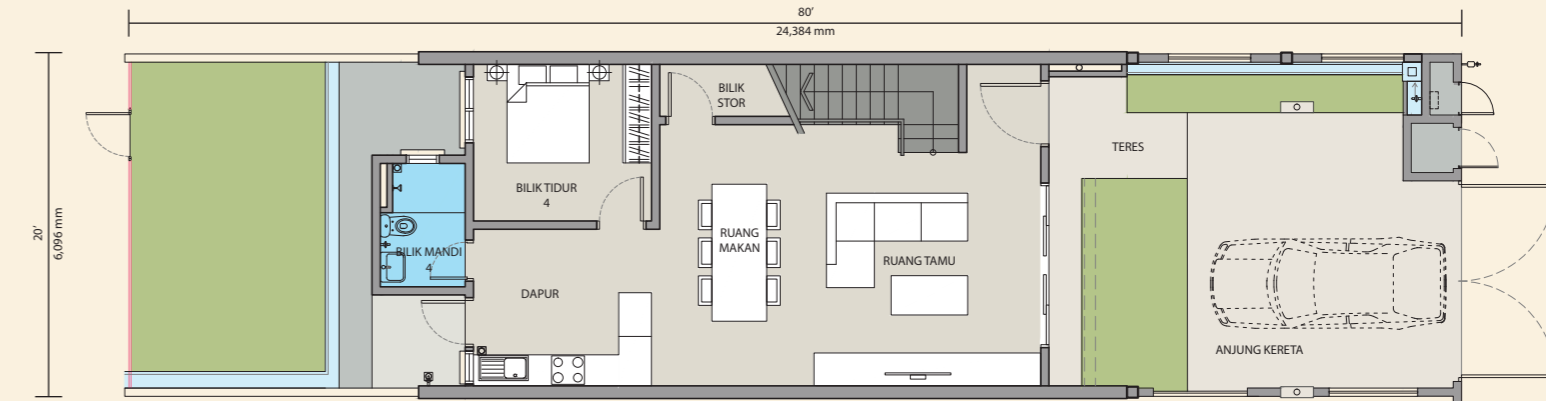 80'
24,384 mm
20'
6,096 mm
BILIK
STOR
TERES
BILIK TIDUR
4
RUANG
MAKAN
BILIK MANDI
4
RUANG TAMU
DAPUR
ANJUNG KERETA